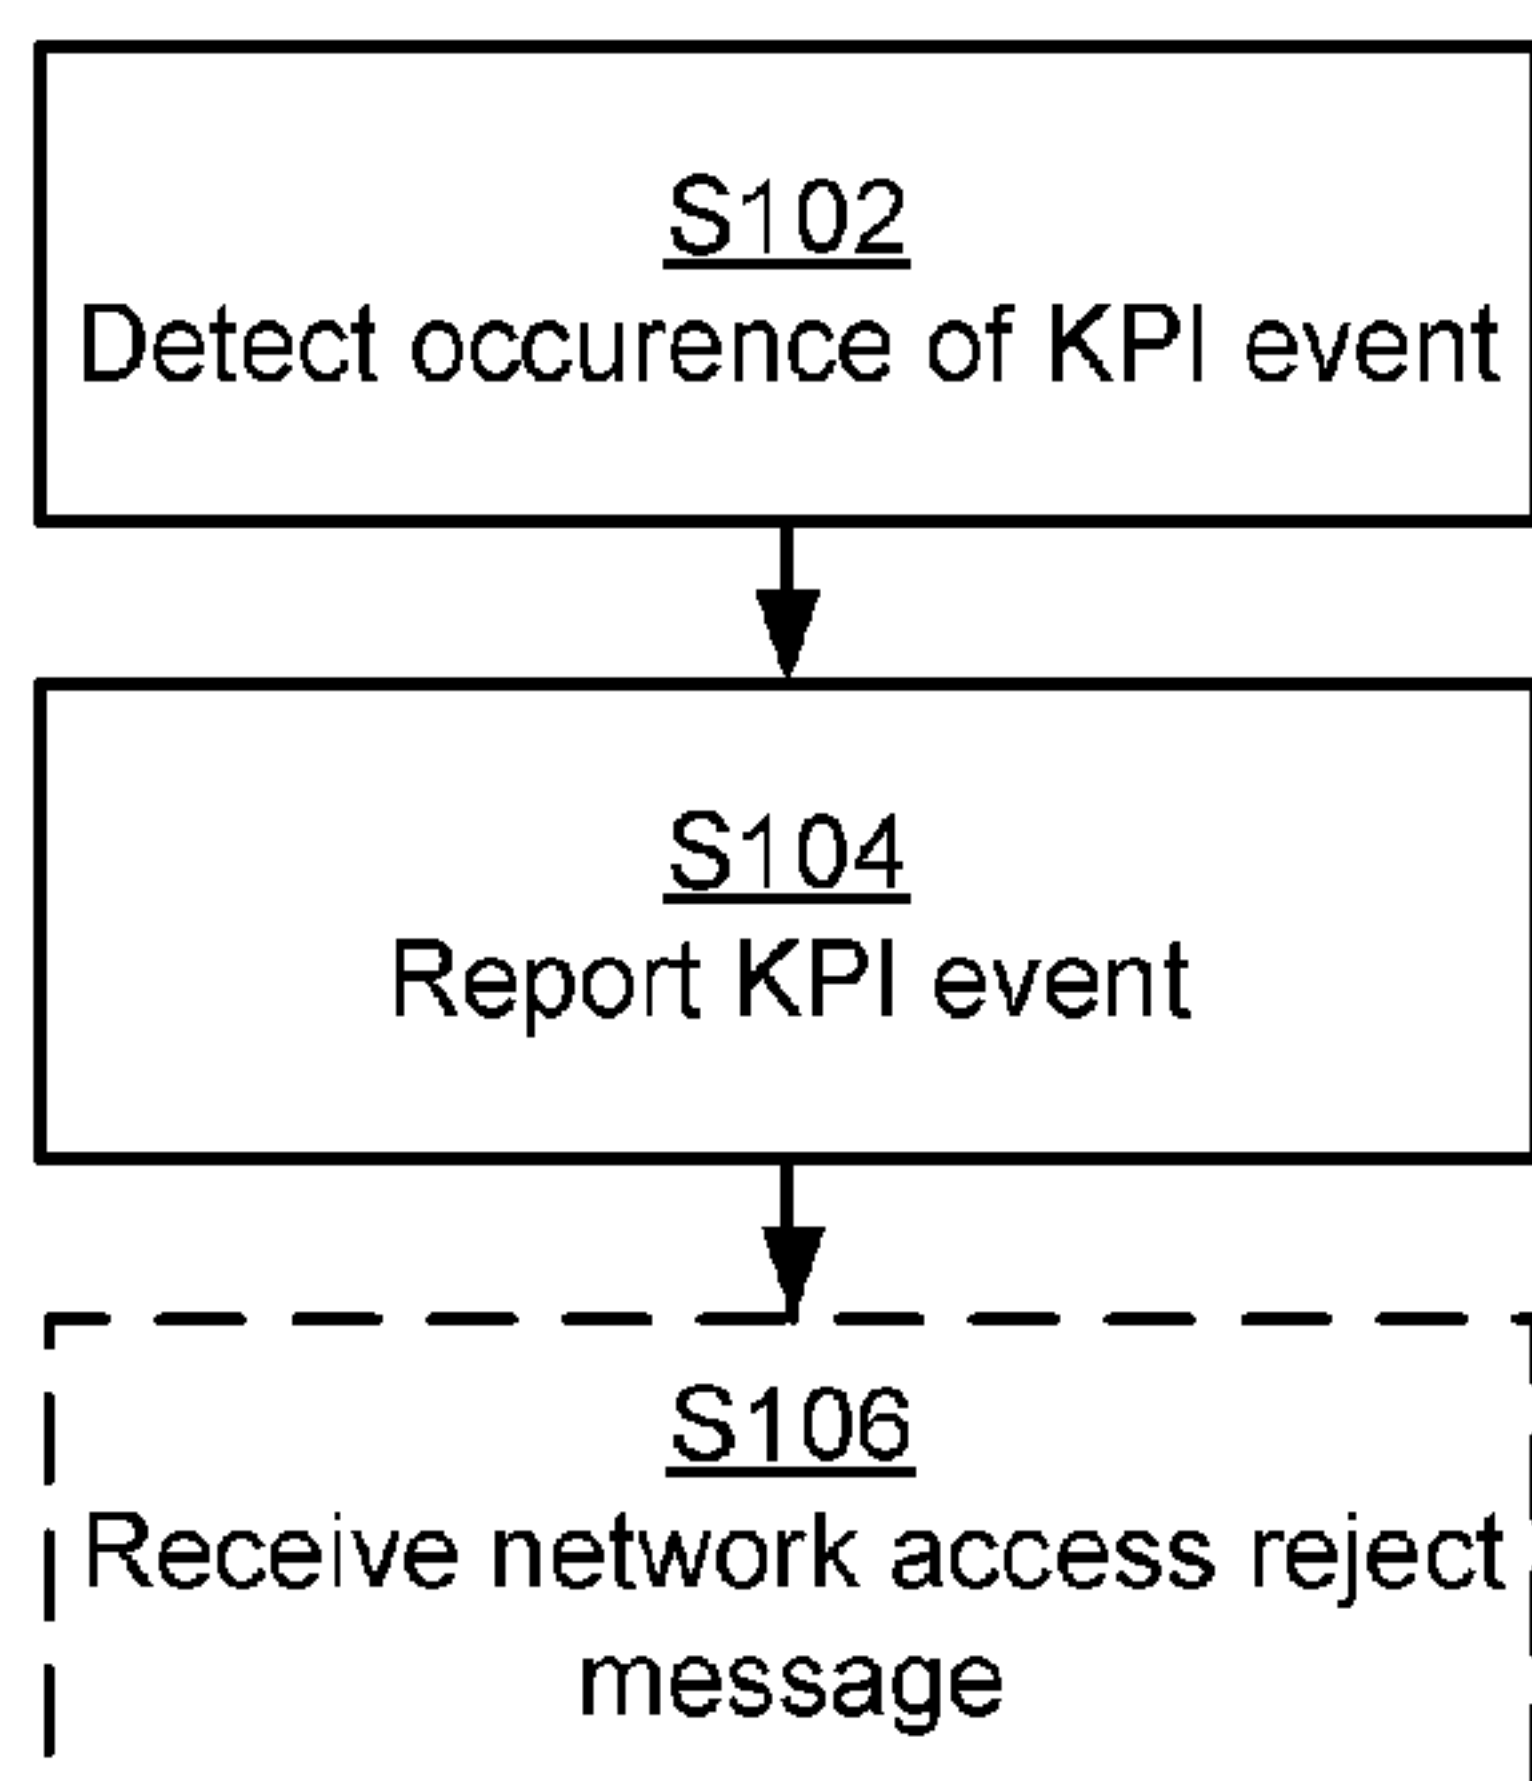 S102
Detect occurence of KPI event
S104
Report KPI event
S106
Receive network access reject
message